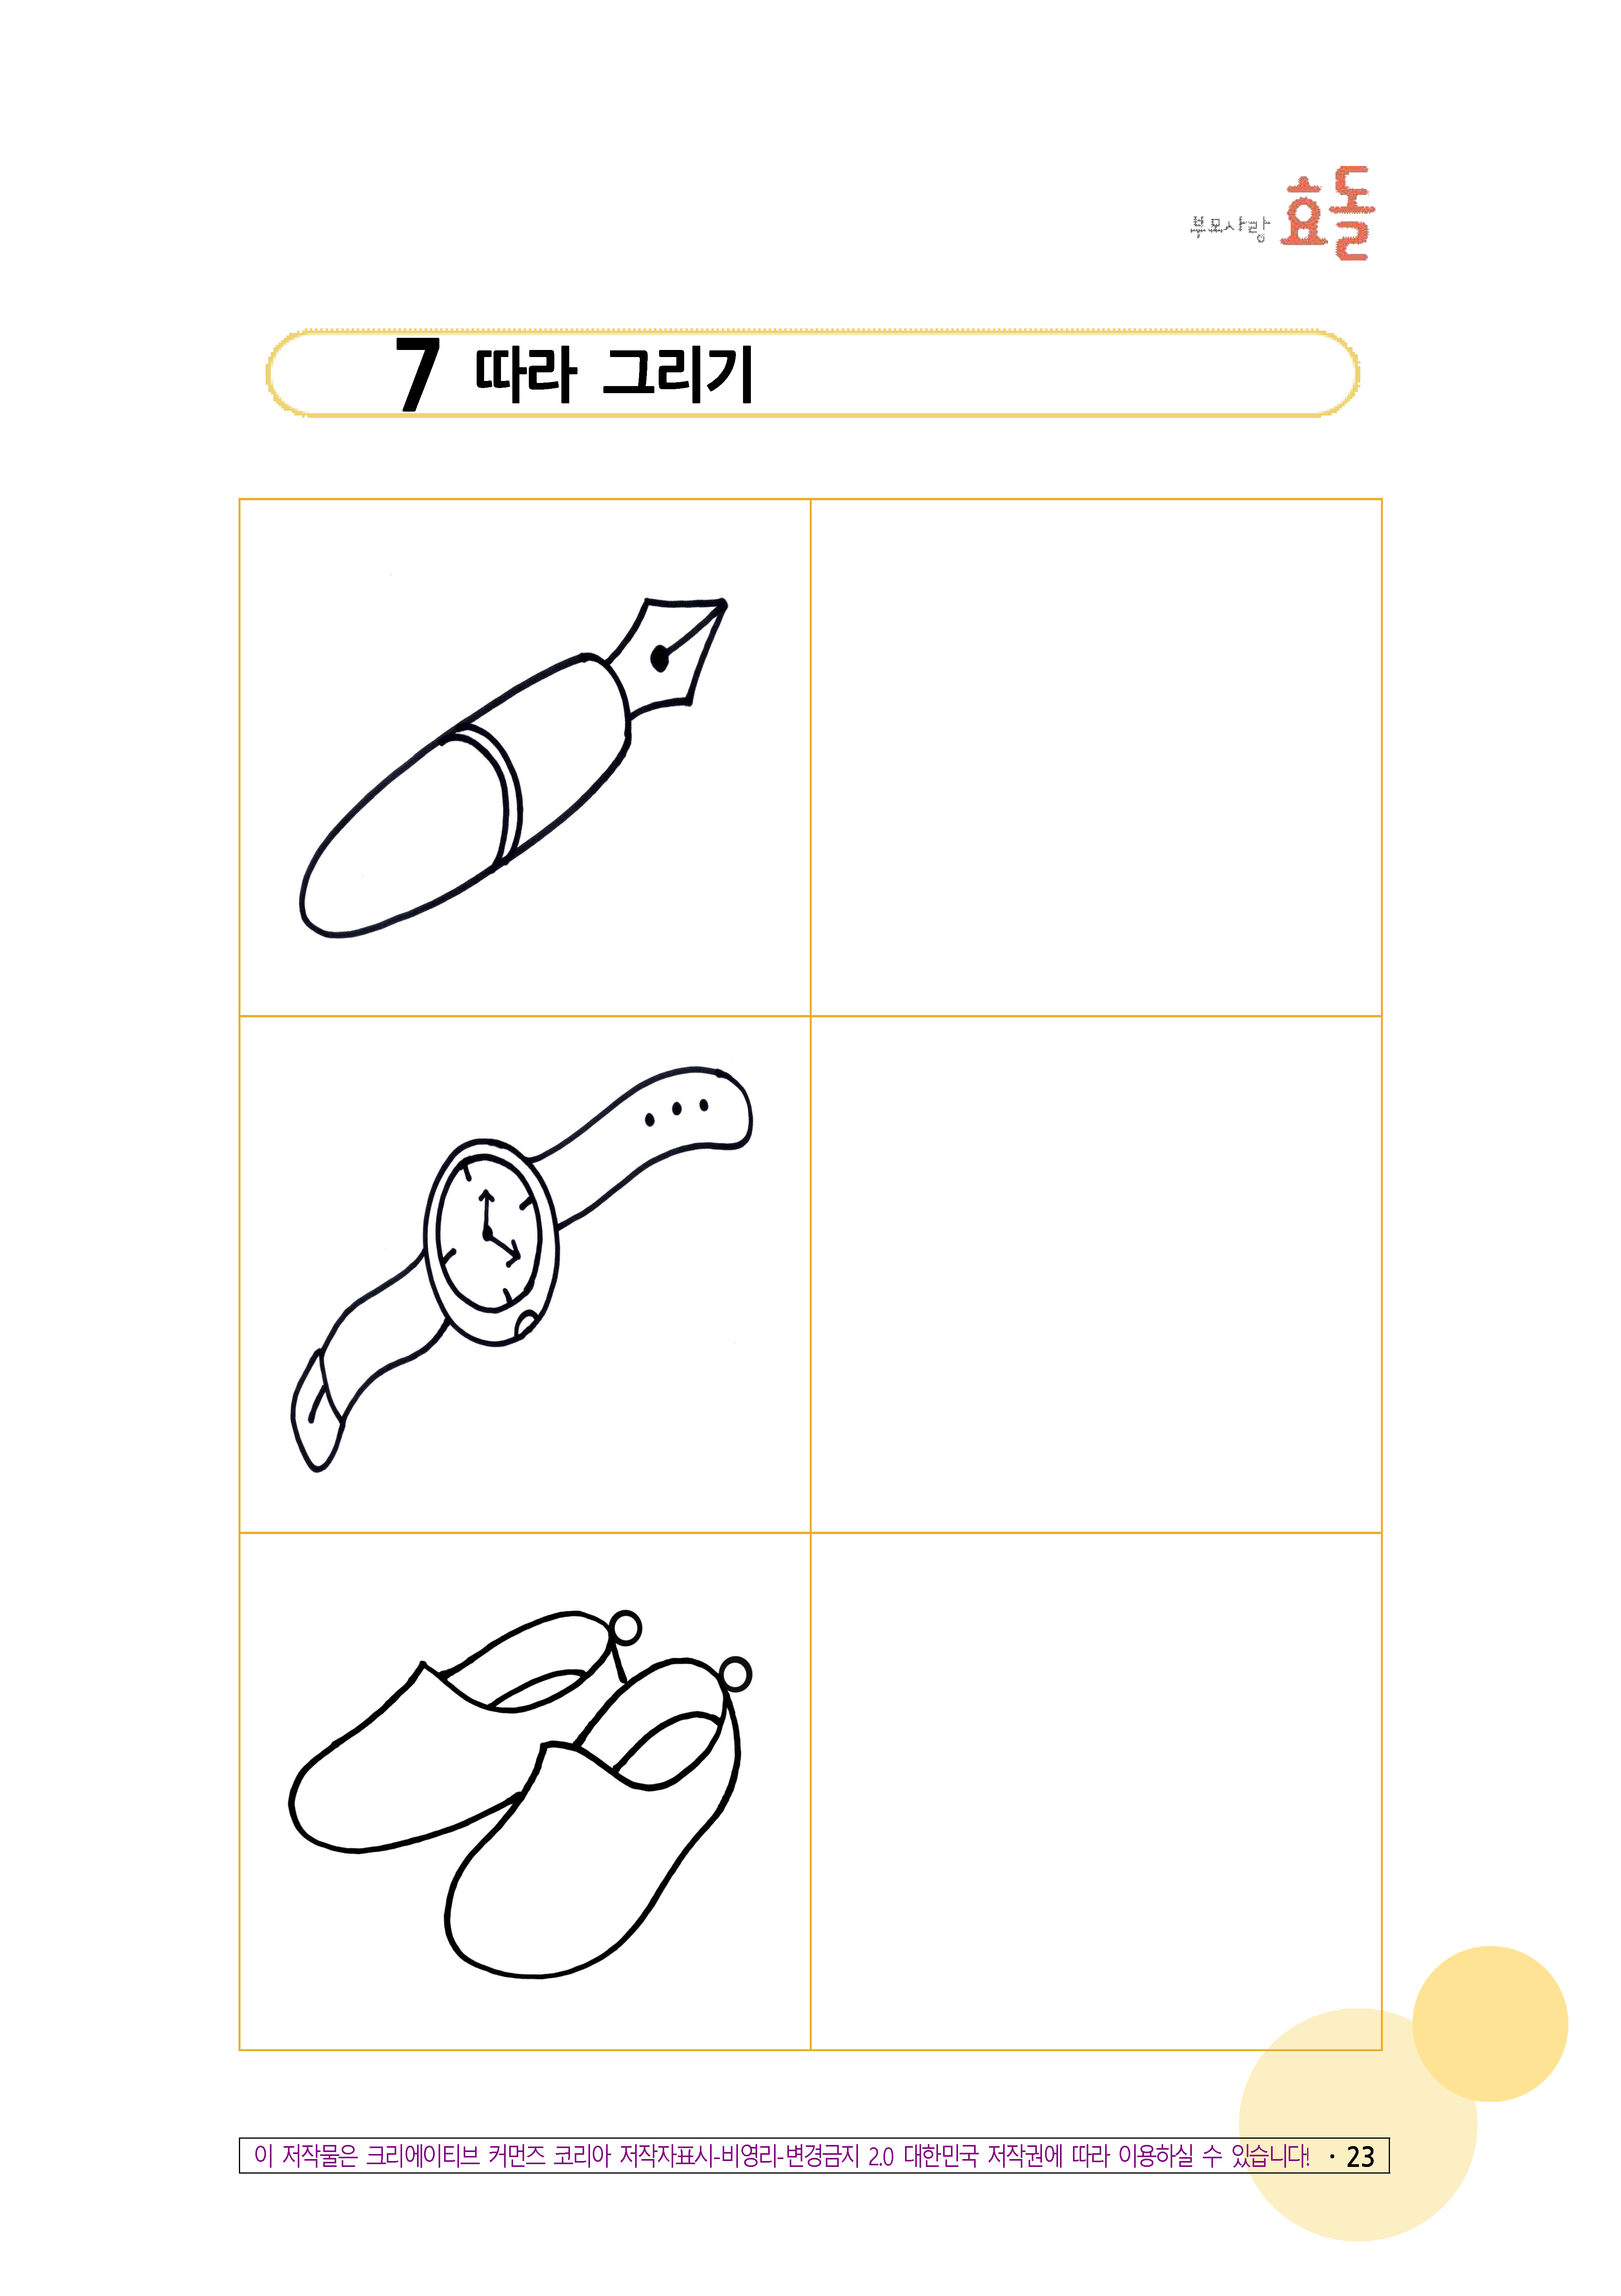 부모사랑 효돌
7 따라 그리기
이 저작물은 크리에이티브 커먼즈 코리아 저작자표시-비영리-변경금지 2.0 대한민국 저작권에 따라 이용하실 수 있습니다! · 23